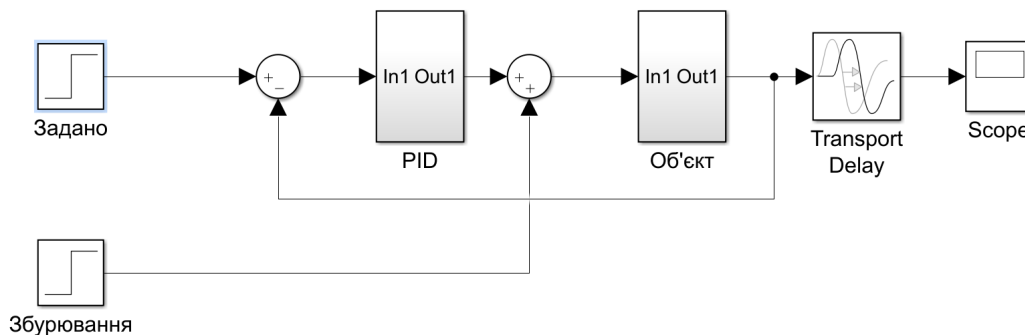 In1 Out1
In1 Out1
Задано
PID
Об'єкт
Transport
Delay
Scope
Збурювання